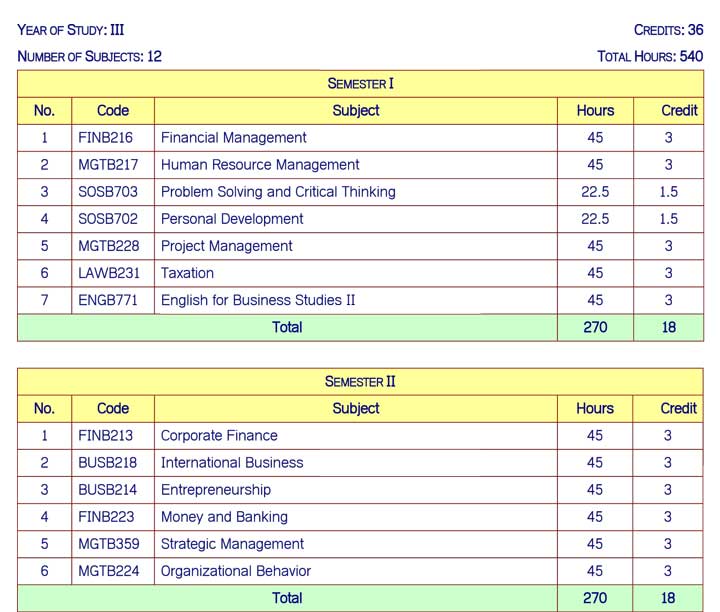 YEAR OF STUDY: III CREDITS: 36
NUMBER OF SUBJECTS: 12 TOTAL HOURS: 540
SEMESTER I
No. Code Subject Hours Credit
1 FINB216 Financial Management 45 3
2 MGTB217 Human Resource Management 45 3
3 SOSB703 Problem Solving and Critical Thinking 22.5 1.5
4 SOSB702 Personal Development 22.5 1.5
5 MGTB228 Project Management 45 3
6 LAWB231 Taxation 45 3
7 ENGB771 English for Business Studies II 45 3
Total 270 18
SEMESTER II
No. Code Subject Hours Credit
1 FINB213 Corporate Finance 45 3
2 BUSB218 International Business 45 3
3 BUSB214 Entrepreneurship 45 3
4 FINB223 Money and Banking 45 3
5 MGTB359 Strategic Management 45 3
6 MGTB224 Organizational Behavior 45 3
Total 270 18